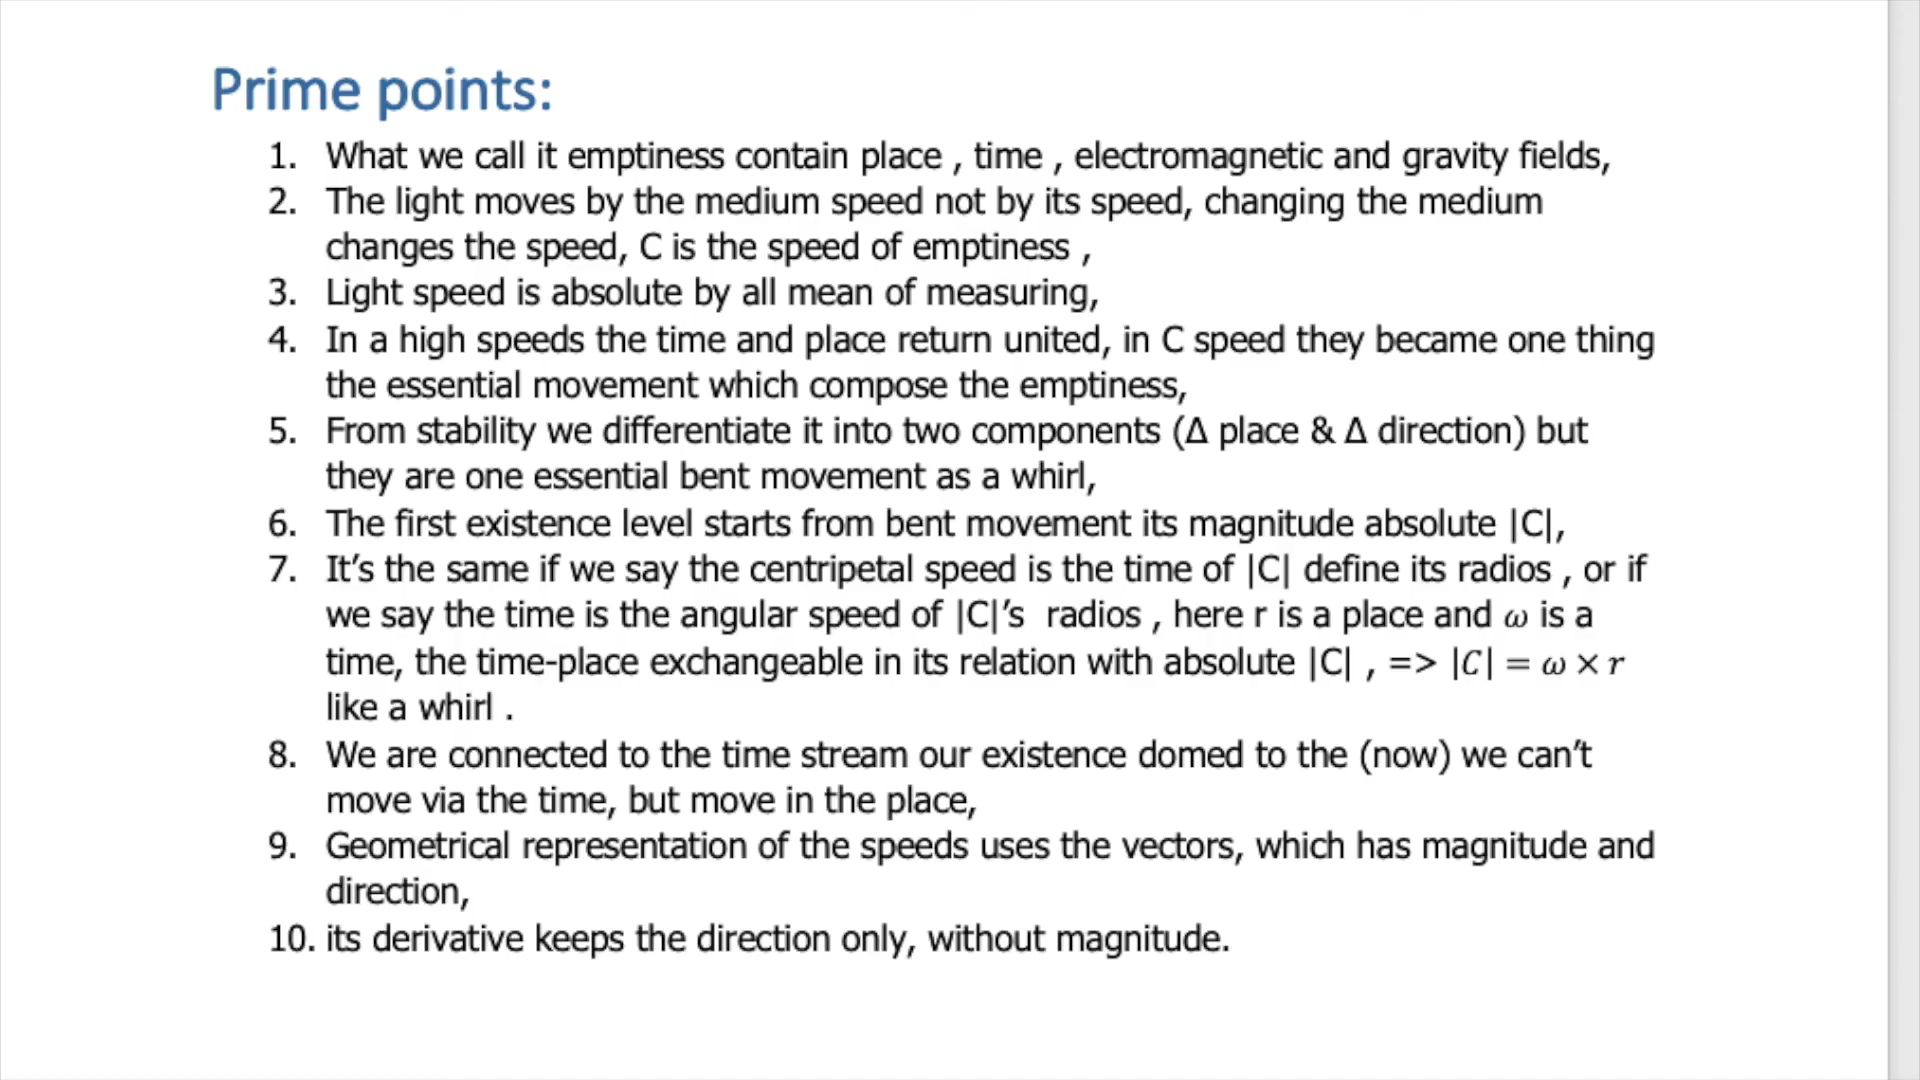 Prime points:
1. What we call it emptiness contain place , time , electromagnetic and gravity fields,
2. The light moves by the medium speed not by its speed, changing the medium
changes the speed, C is the speed of emptiness ,
3. Light speed is absolute by all mean of measuring,
4. In a high speeds the time and place return united, in C speed they became one thing
the essential movement which compose the emptiness,
5. From stability we differentiate it into two components (Δ place & Δ direction) but
they are one essential bent movement as a whirl,
6. The first existence level starts from bent movement its magnitude absolute |C|,
7. It’s the same if we say the centripetal speed is the time of |C| define its radios , or if
we say the time is the angular speed of |C|’s radios , here r is a place and ω is a
time, the time-place exchangeable in its relation with absolute |C| , => |C| = ω × r
like a whirl .
8. We are connected to the time stream our existence domed to the (now) we can’t
move via the time, but move in the place,
9. Geometrical representation of the speeds uses the vectors, which has magnitude and
direction,
10. its derivative keeps the direction only, without magnitude.